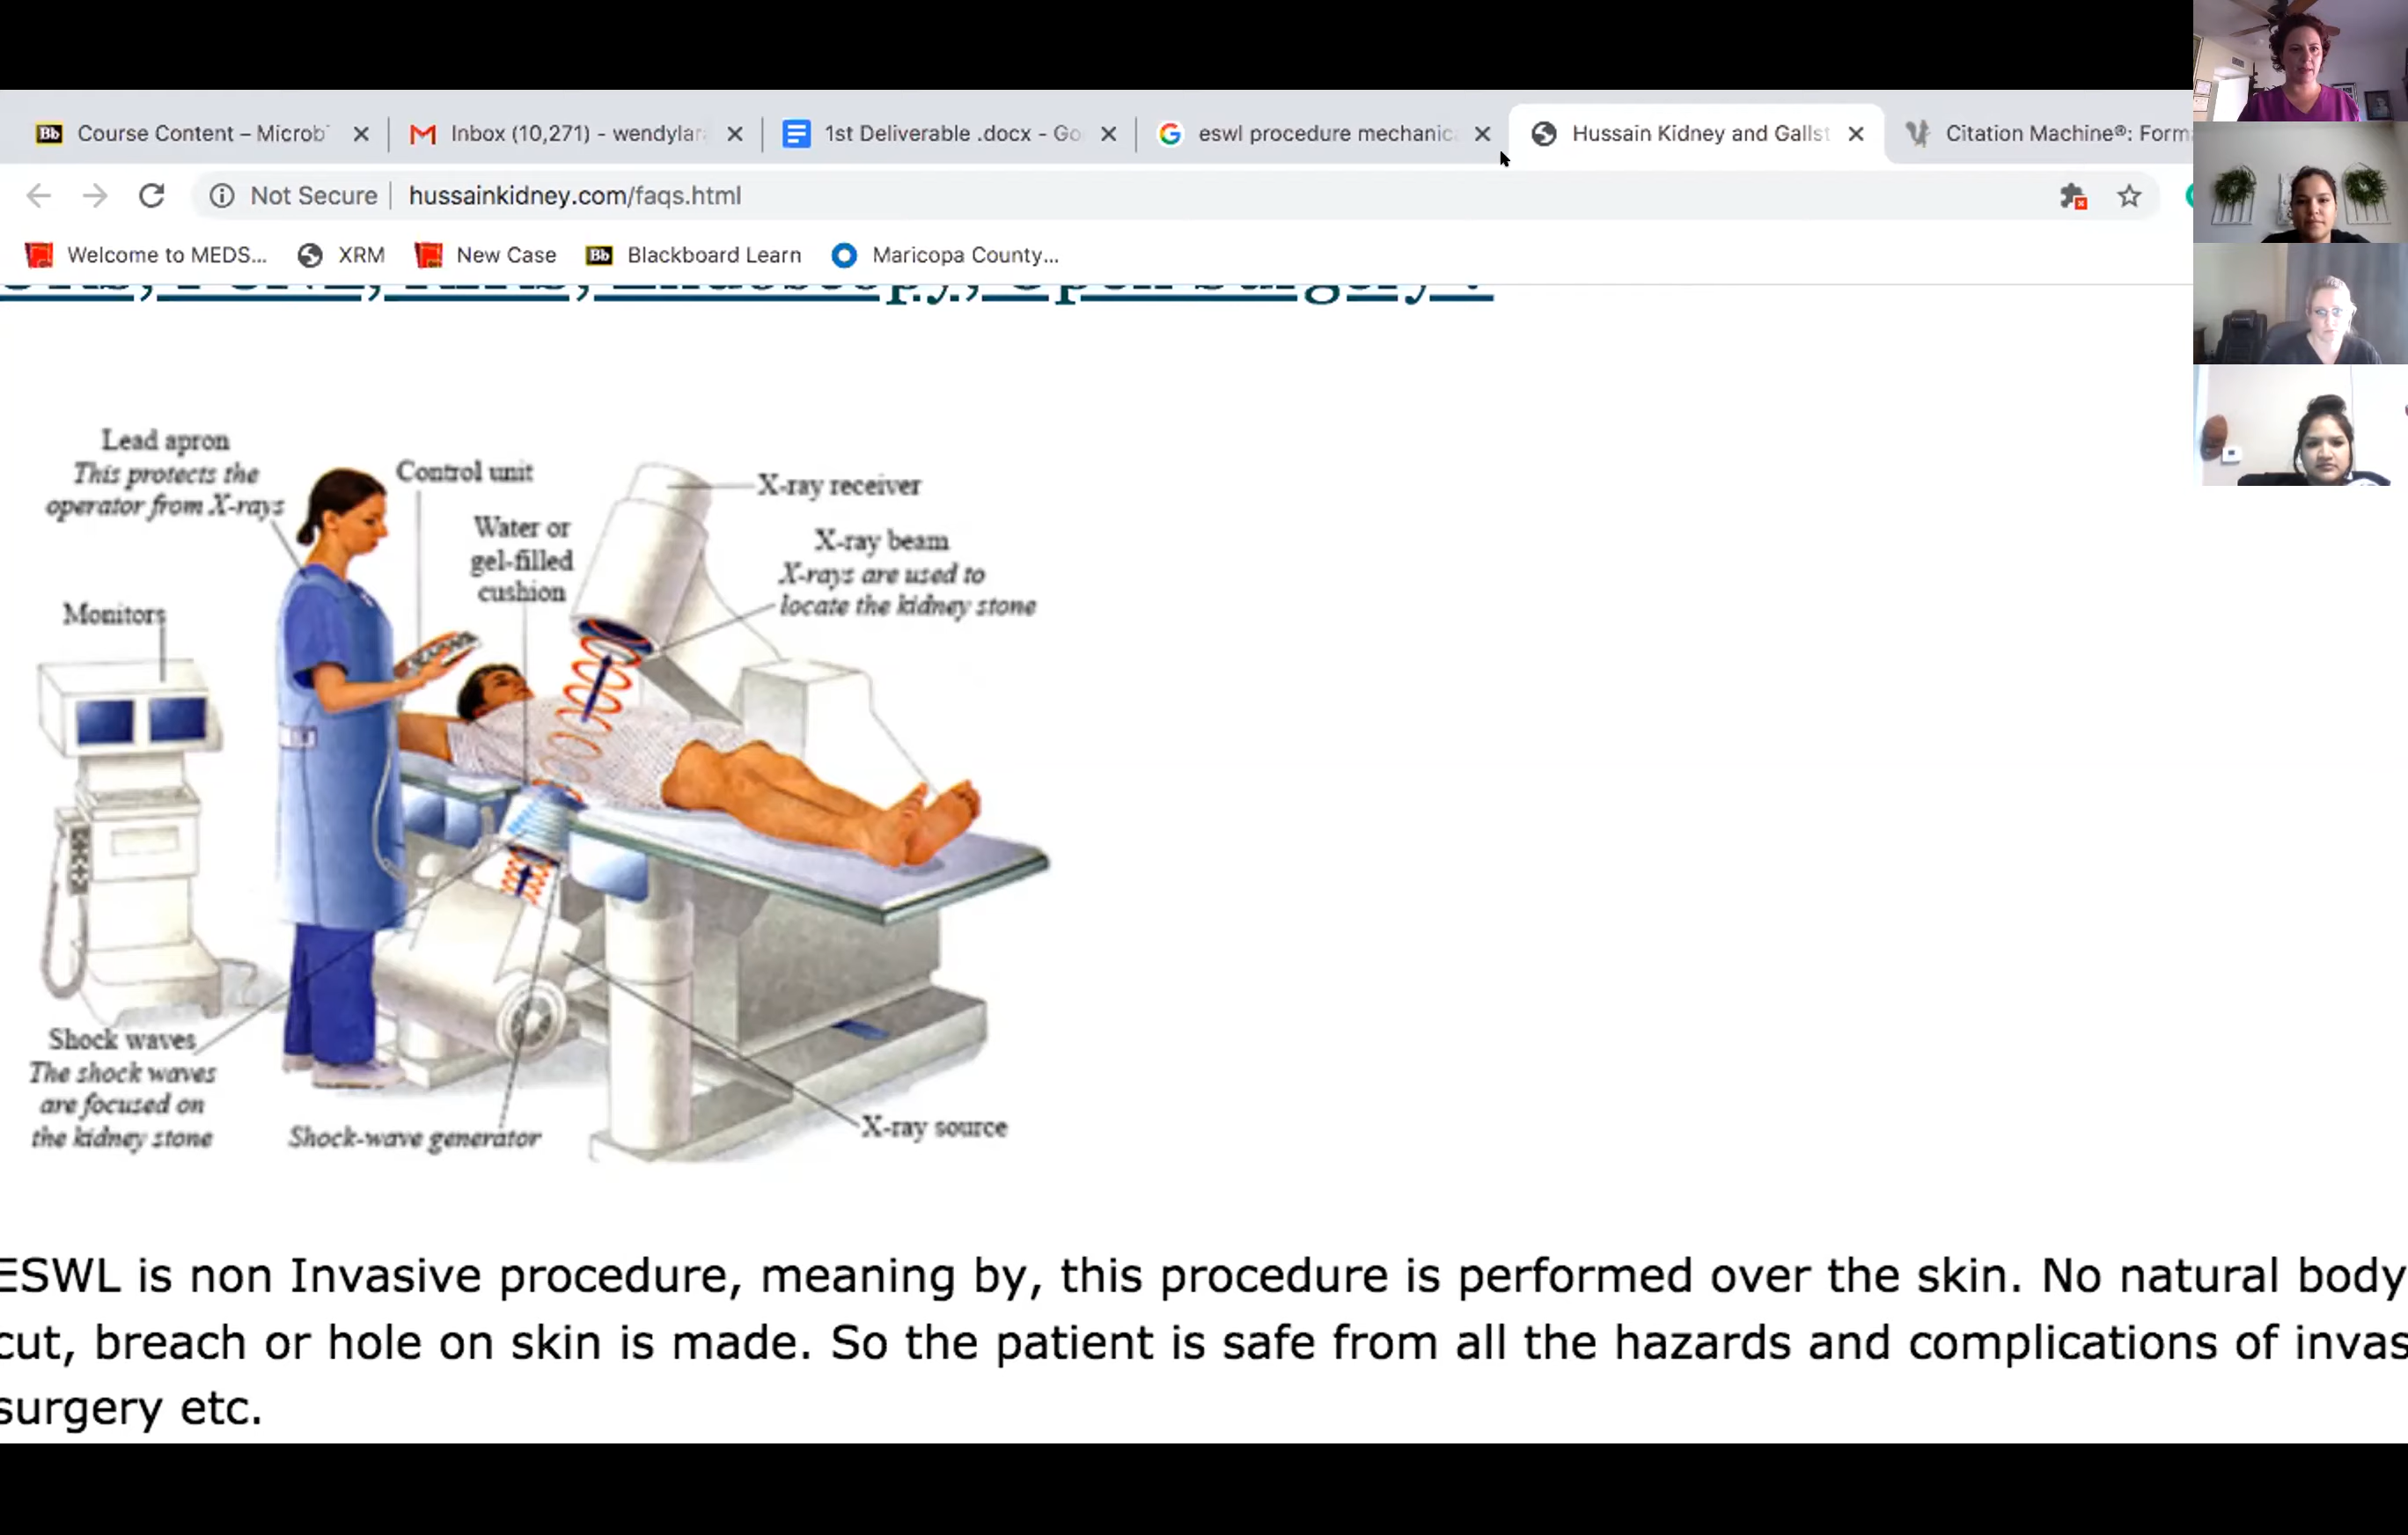 Course Content – Microb
Inbox (10,271) - wendylar
1st Deliverable .docx - Go
eswl procedure mechanic
Hussain Kidney and Gallst
Citation Machine®: Form
Not Secure
hussainkidney.com/faqs.html
Welcome to MEDS...
XRM
New Case
Bb Blackboard Learn
Maricopa County...
Endoscopy, Open Surgery
Lead apron
This protects the
operator from X-rays
Control unit
Water or
gel-filled
cushion
X-ray receiver
X-ray beam
X-rays are used to
locate the kidney stone
Monitors
Shock waves
The shock waves
are focused on
the kidney stone
Shock-wave generator
X-ray source
ESWL is non Invasive procedure, meaning by, this procedure is performed over the skin. No natural body
cut, breach or hole on skin is made. So the patient is safe from all the hazards and complications of invas
surgery etc.